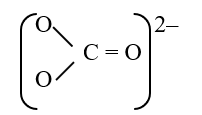 O 2–
C = O
O